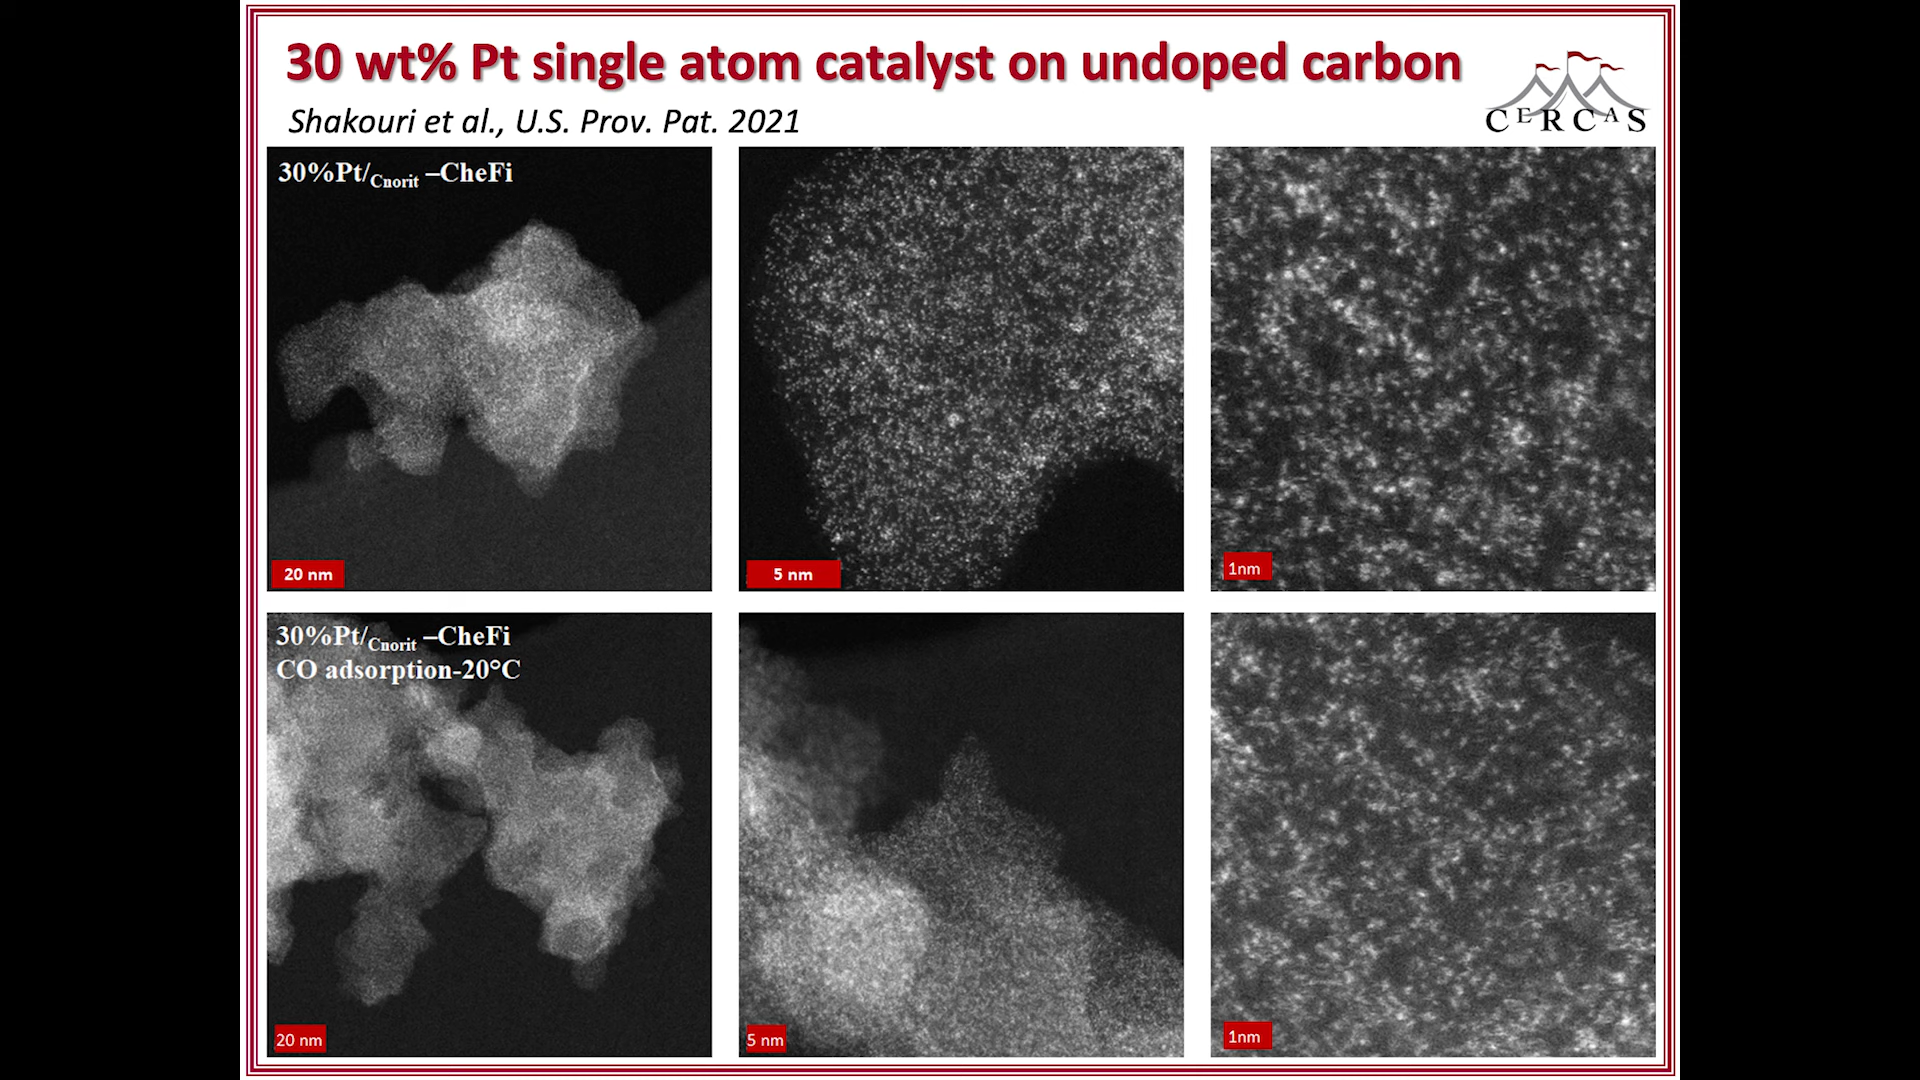 30 wt% Pt single atom catalyst on undoped carbon
Shakouri et al., U.S. Prov. Pat. 2021
CERCAS
30%Pt/Cnorit –CheFi
20 nm
5 nm
1nm
30%Pt/Cnorit –CheFi
CO adsorption-20°C
20 nm
5 nm
1nm